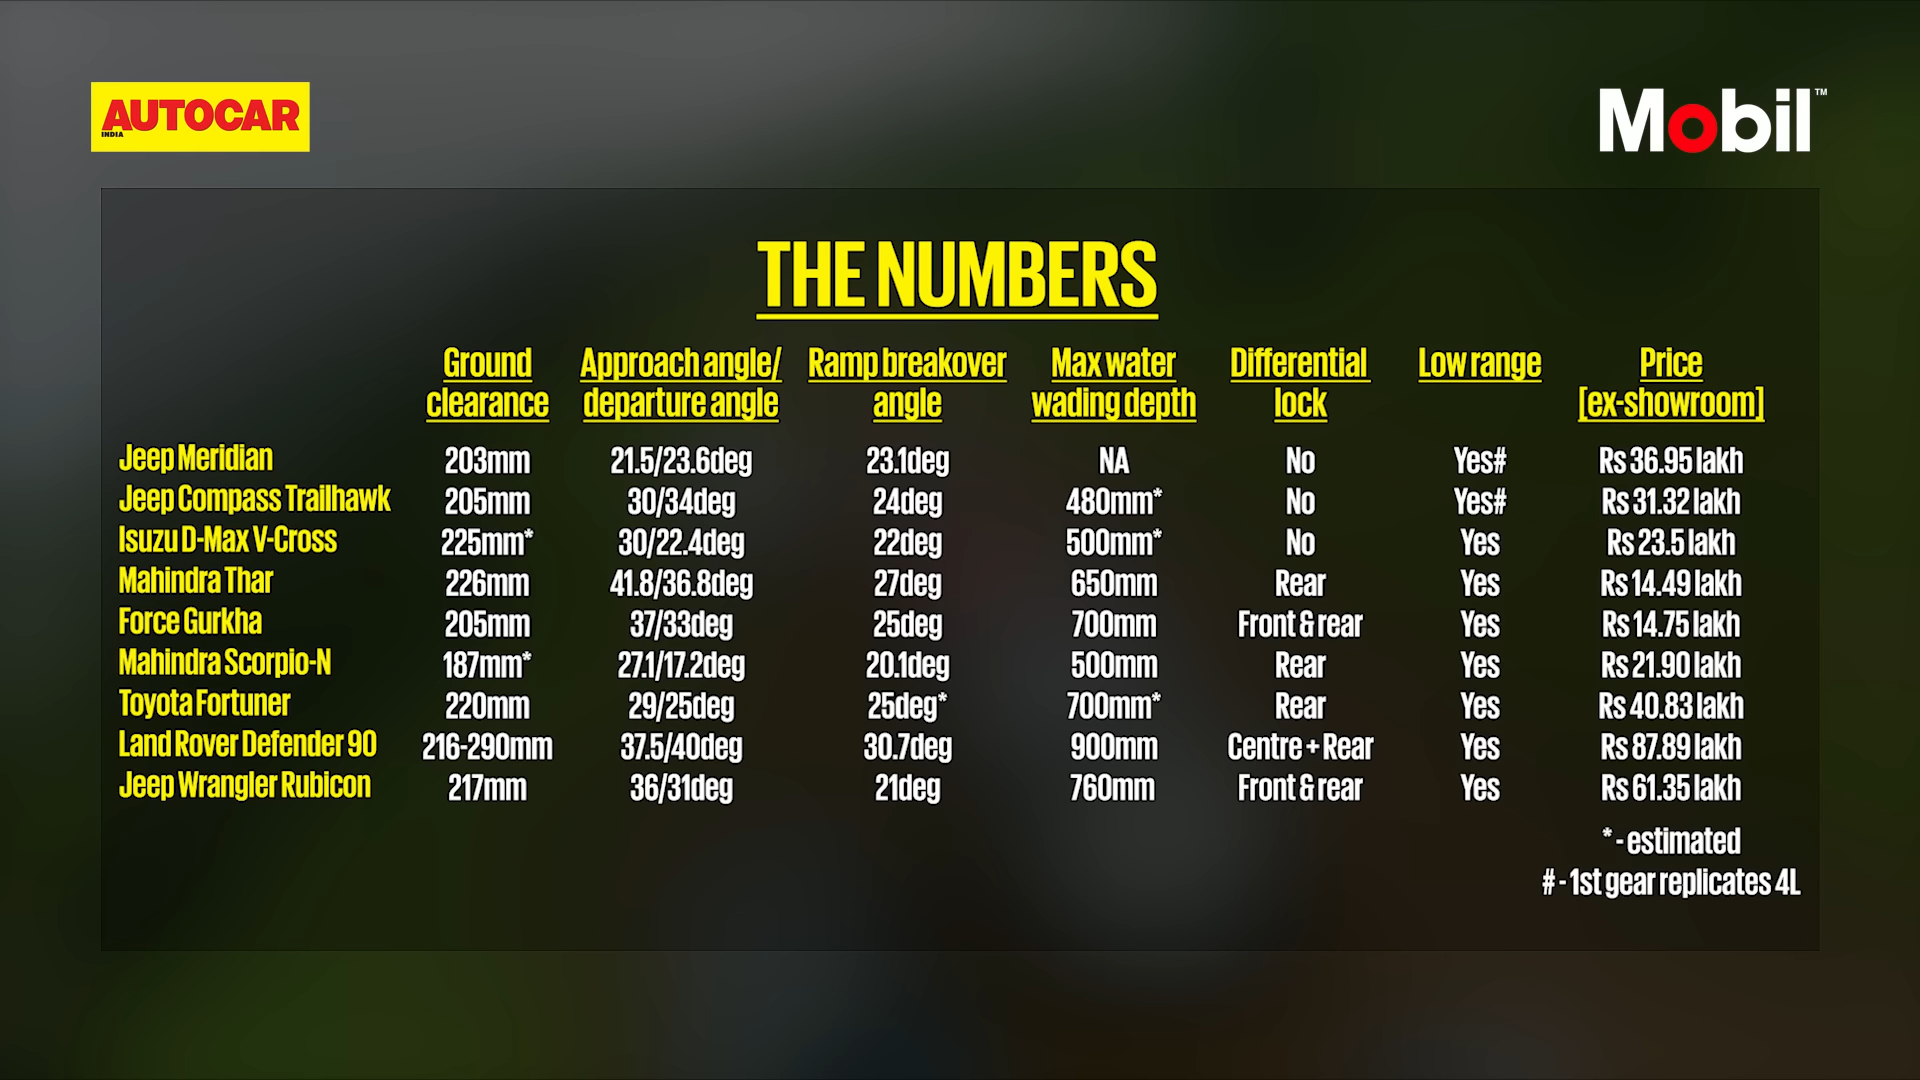 AUTOCAR
INDIA
Mobil™
THE NUMBERS
Ground clearance Approach angle/ departure angle Ramp breakover angle Max water wading depth Differential lock Low range Price [ex-showroom]
Jeep Meridian 203mm 21.5/23.6deg 23.1deg NA No Yes# Rs 36.95 lakh
Jeep Compass Trailhawk 205mm 30/34deg 24deg 480mm* No Yes# Rs 31.32 lakh
Isuzu D-Max V-Cross 225mm* 30/22.4deg 22deg 500mm* No Yes Rs 23.5 lakh
Mahindra Thar 226mm 41.8/36.8deg 27deg 650mm Rear Yes Rs 14.49 lakh
Force Gurkha 205mm 37/33deg 25deg 700mm Front & rear Yes Rs 14.75 lakh
Mahindra Scorpio-N 187mm* 27.1/17.2deg 20.1deg 500mm Rear Yes Rs 21.90 lakh
Toyota Fortuner 220mm 29/25deg 25deg* 700mm* Rear Yes Rs 40.83 lakh
Land Rover Defender 90 216-290mm 37.5/40deg 30.7deg 900mm Centre + Rear Yes Rs 87.89 lakh
Jeep Wrangler Rubicon 217mm 36/31deg 21deg 760mm Front & rear Yes Rs 61.35 lakh
* - estimated
# - 1st gear replicates 4L